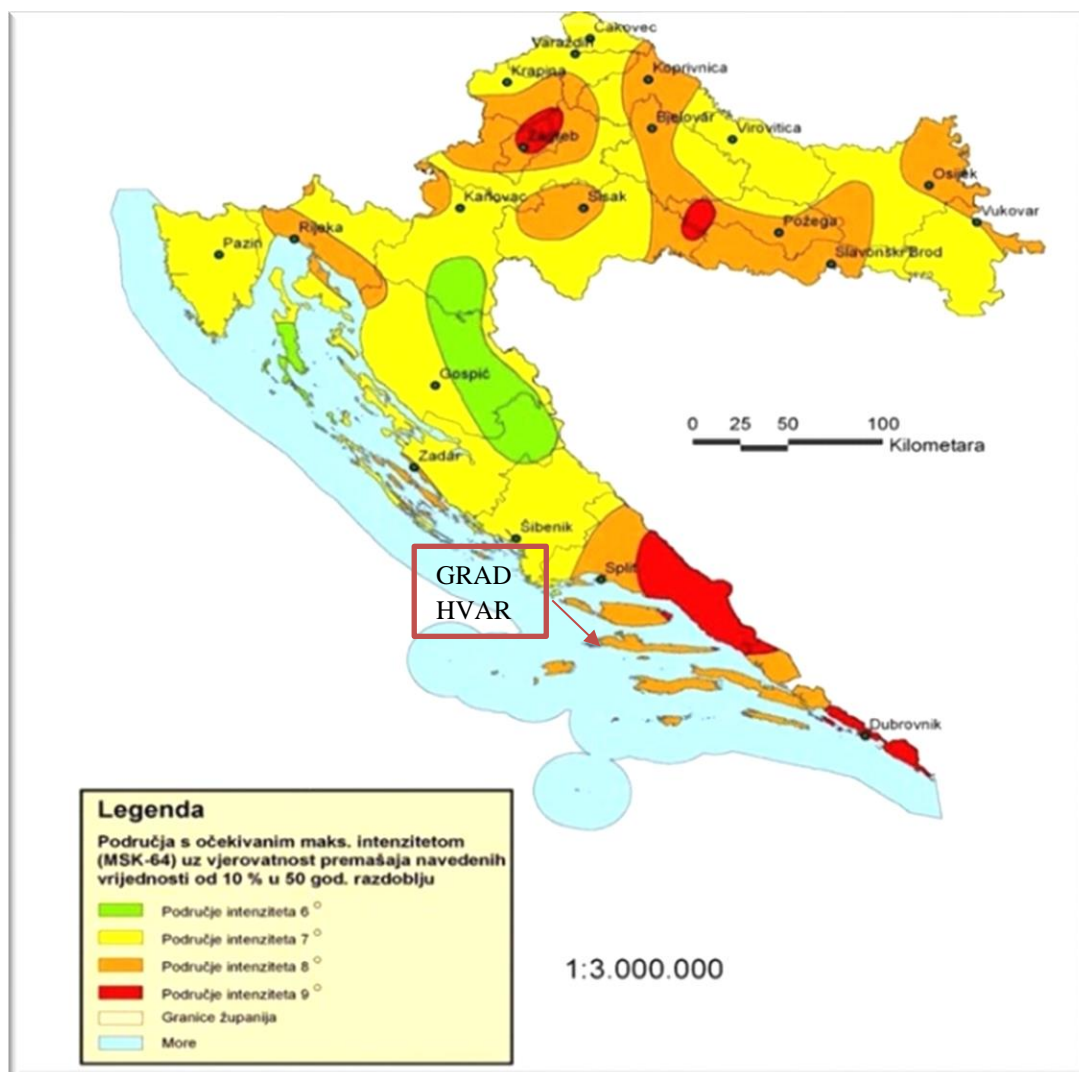 Čakovec
Varaždin
Krapina
Koprivnica
Zagreb
Bjelovar
Virovitica
Osijek
Karlovac
Sisak
Vukovar
Rijeka
Požega
Pazin
Slavonski Brod
Gospić
0 25 50 100
Kilometara
Zadar
Šibenik
GRAD
HVAR
Split
Dubrovnik
Legenda
Područja s očekivanim maks. intenzitetom
(MSK-64) uz vjerovatnost premašaja navedenih
vrijednosti od 10 % u 50 god. razdoblju
Područje intenziteta 6 °
Područje intenziteta 7 °
Područje intenziteta 8 °
Područje intenziteta 9 °
Granice županija
More
1:3.000.000